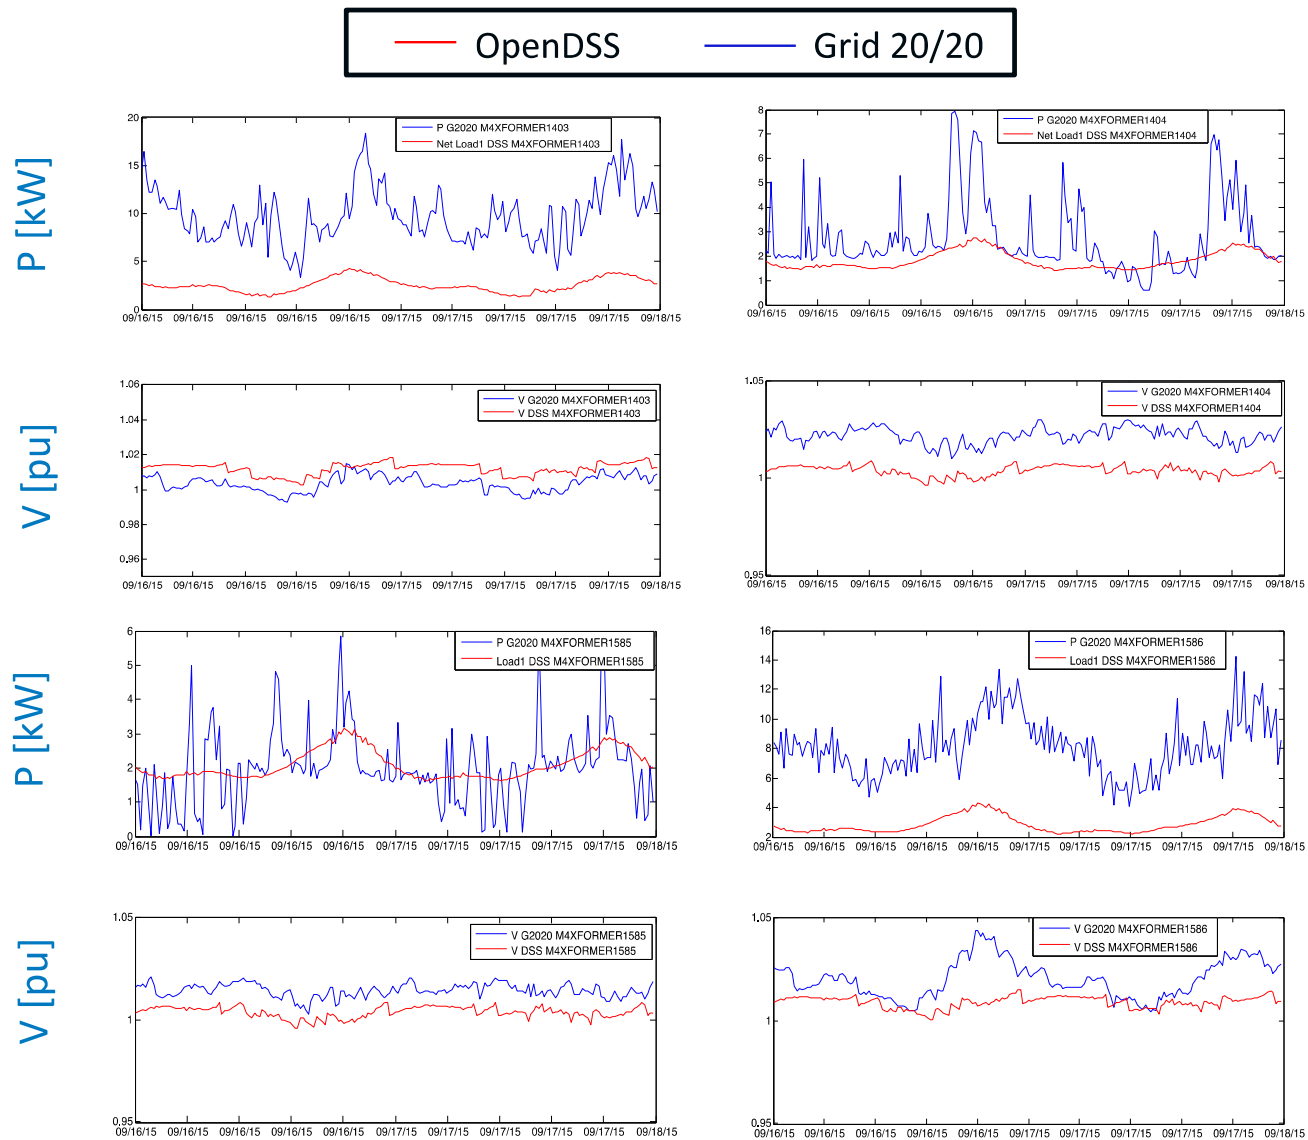 OpenDSS Grid 20/20
P [kW]
20
15
10
5
0
P G2020 M4XFORMER1403
Net Load1 DSS M4XFORMER1403
09/16/15 09/16/15 09/16/15 09/16/15 09/16/15 09/17/15 09/17/15 09/17/15 09/17/15 09/17/15 09/18/15
8
7
6
5
4
3
2
1
0
P G2020 M4XFORMER1404
Net Load1 DSS M4XFORMER1404
09/16/15 09/16/15 09/16/15 09/16/15 09/16/15 09/17/15 09/17/15 09/17/15 09/17/15 09/17/15 09/18/15
V [pu]
1.06
1.04
1.02
1
0.98
0.96
V G2020 M4XFORMER1403
V DSS M4XFORMER1403
09/16/15 09/16/15 09/16/15 09/16/15 09/16/15 09/17/15 09/17/15 09/17/15 09/17/15 09/17/15 09/18/15
1.05
1
0.95
V G2020 M4XFORMER1404
V DSS M4XFORMER1404
09/16/15 09/16/15 09/16/15 09/16/15 09/16/15 09/17/15 09/17/15 09/17/15 09/17/15 09/17/15 09/18/15
P [kW]
6
5
4
3
2
1
0
P G2020 M4XFORMER1585
Load1 DSS M4XFORMER1585
09/16/15 09/16/15 09/16/15 09/16/15 09/16/15 09/17/15 09/17/15 09/17/15 09/17/15 09/17/15 09/18/15
16
14
12
10
8
6
4
2
P G2020 M4XFORMER1586
Load1 DSS M4XFORMER1586
09/16/15 09/16/15 09/16/15 09/16/15 09/16/15 09/17/15 09/17/15 09/17/15 09/17/15 09/17/15 09/18/15
V [pu]
1.05
1
0.95
V G2020 M4XFORMER1585
V DSS M4XFORMER1585
09/16/15 09/16/15 09/16/15 09/16/15 09/16/15 09/17/15 09/17/15 09/17/15 09/17/15 09/17/15 09/18/15
1.05
1
0.95
V G2020 M4XFORMER1586
V DSS M4XFORMER1586
09/16/15 09/16/15 09/16/15 09/16/15 09/16/15 09/17/15 09/17/15 09/17/15 09/17/15 09/17/15 09/18/15